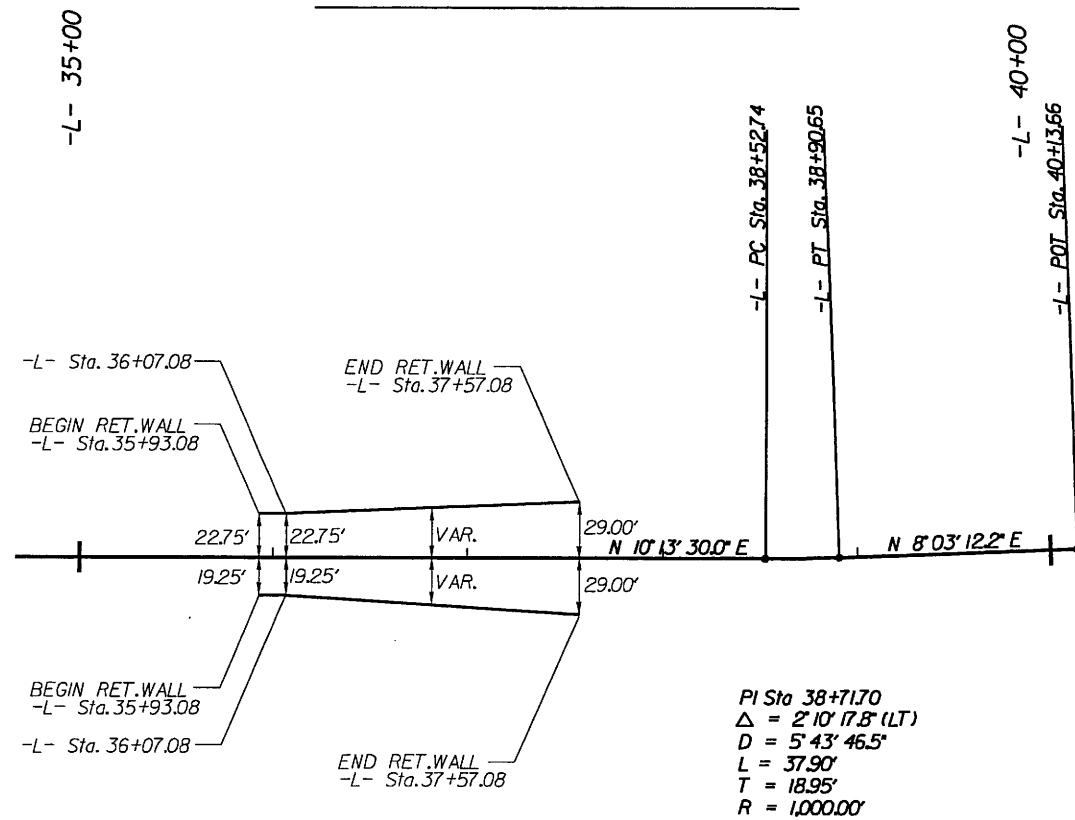 -L- 35+00
-L- PC Sta. 38+52.74
-L- PT Sta. 38+90.65
-L- 40+00
-L- POT Sta. 40+13.66
-L- Sta. 36+07.08
END RET. WALL
-L- Sta. 37+57.08
BEGIN RET. WALL
-L- Sta. 35+93.08
22.75'
22.75'
VAR.
29.00'
N 10° 13' 30.0" E
N 8° 03' 12.2" E
19.25'
19.25'
VAR.
29.00'
BEGIN RET. WALL
-L- Sta. 35+93.08
-L- Sta. 36+07.08
END RET. WALL
-L- Sta. 37+57.08
PI Sta 38+71.70
Δ = 2° 10' 17.8" (LT)
D = 5° 43' 46.5"
L = 37.90'
T = 18.95'
R = 1,000.00'